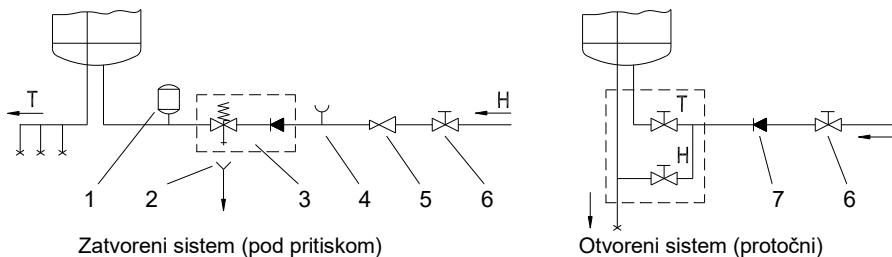 T
H
1
2
3
4
5
6
Zatvoreni sistem (pod pritiskom)
T
H
7
6
Otvoreni sistem (protočni)